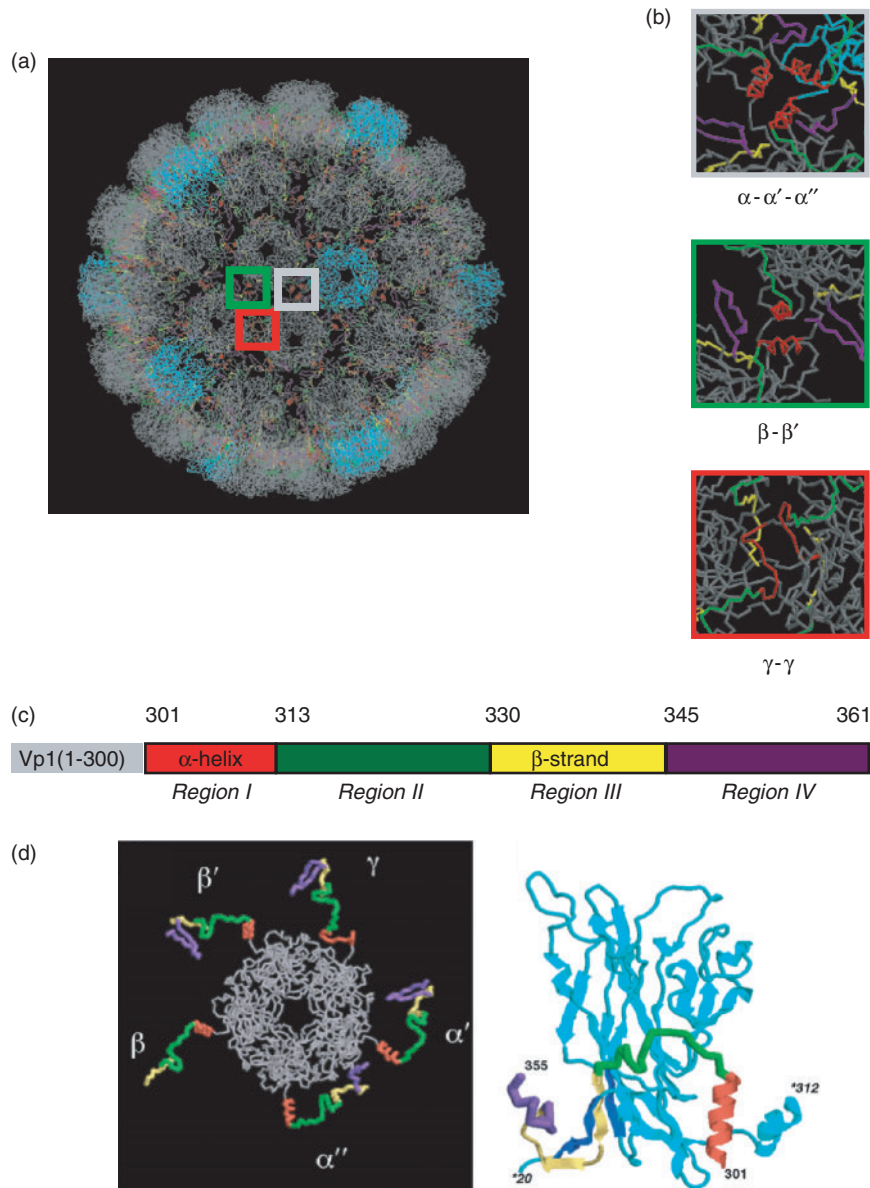 (a)
(b)
α-α′-α″
β-β′
γ-γ
(c)
301 313 330 345 361
Vp1(1-300) α-helix β-strand
Region I Region II Region III Region IV
(d)
β′ γ
β α′
α″
355
*312
*20
301